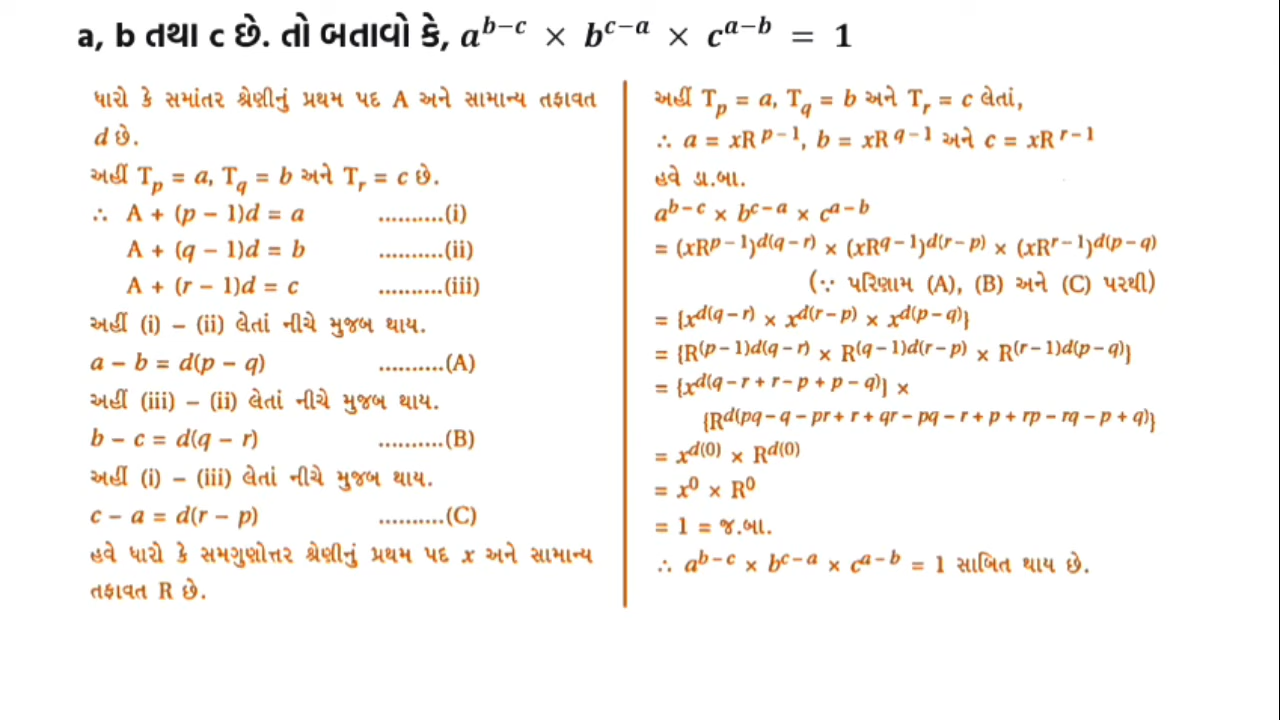 a, b તથા c છે. તો બતાવો કે, a^{b−c} × b^{c−a} × c^{a−b} = 1
ધારો કે સમાંતર શ્રેણીનું પ્રથમ પદ A અને સામાન્ય તફાવત
d છે.
અહીં T_p = a, T_q = b અને T_r = c છે.
∴ A + (p − 1)d = a ..........(i)
A + (q − 1)d = b ..........(ii)
A + (r − 1)d = c ..........(iii)
અહીં (i) − (ii) લેતાં નીચે મુજબ થાય.
a − b = d(p − q) ..........(A)
અહીં (iii) − (ii) લેતાં નીચે મુજબ થાય.
b − c = d(q − r) ..........(B)
અહીં (i) − (iii) લેતાં નીચે મુજબ થાય.
c − a = d(r − p) ..........(C)
હવે ધારો કે સમગુણોત્તર શ્રેણીનું પ્રથમ પદ x અને સામાન્ય
તફાવત R છે.
અહીં T_p = a, T_q = b અને T_r = c લેતાં,
∴ a = xR^{p − 1}, b = xR^{q − 1} અને c = xR^{r − 1}
હવે ડા.બા.
a^{b−c} × b^{c−a} × c^{a−b}
= (xR^{p − 1})^{d(q − r)} × (xR^{q − 1})^{d(r − p)} × (xR^{r − 1})^{d(p − q)}
(∵ પરિણામ (A), (B) અને (C) પરથી)
= {x^{d(q − r)} × x^{d(r − p)} × x^{d(p − q)}}
= {R^{(p − 1)d(q − r)} × R^{(q − 1)d(r − p)} × R^{(r − 1)d(p − q)}}
= {x^{d(q − r + r − p + p − q)}} ×
{R^{d(pq − q − pr + r + qr − pq − r + p + rp − rq − p + q)}}
= x^{d(0)} × R^{d(0)}
= x^0 × R^0
= 1 = જ.બા.
∴ a^{b − c} × b^{c − a} × c^{a − b} = 1 સાબિત થાય છે.